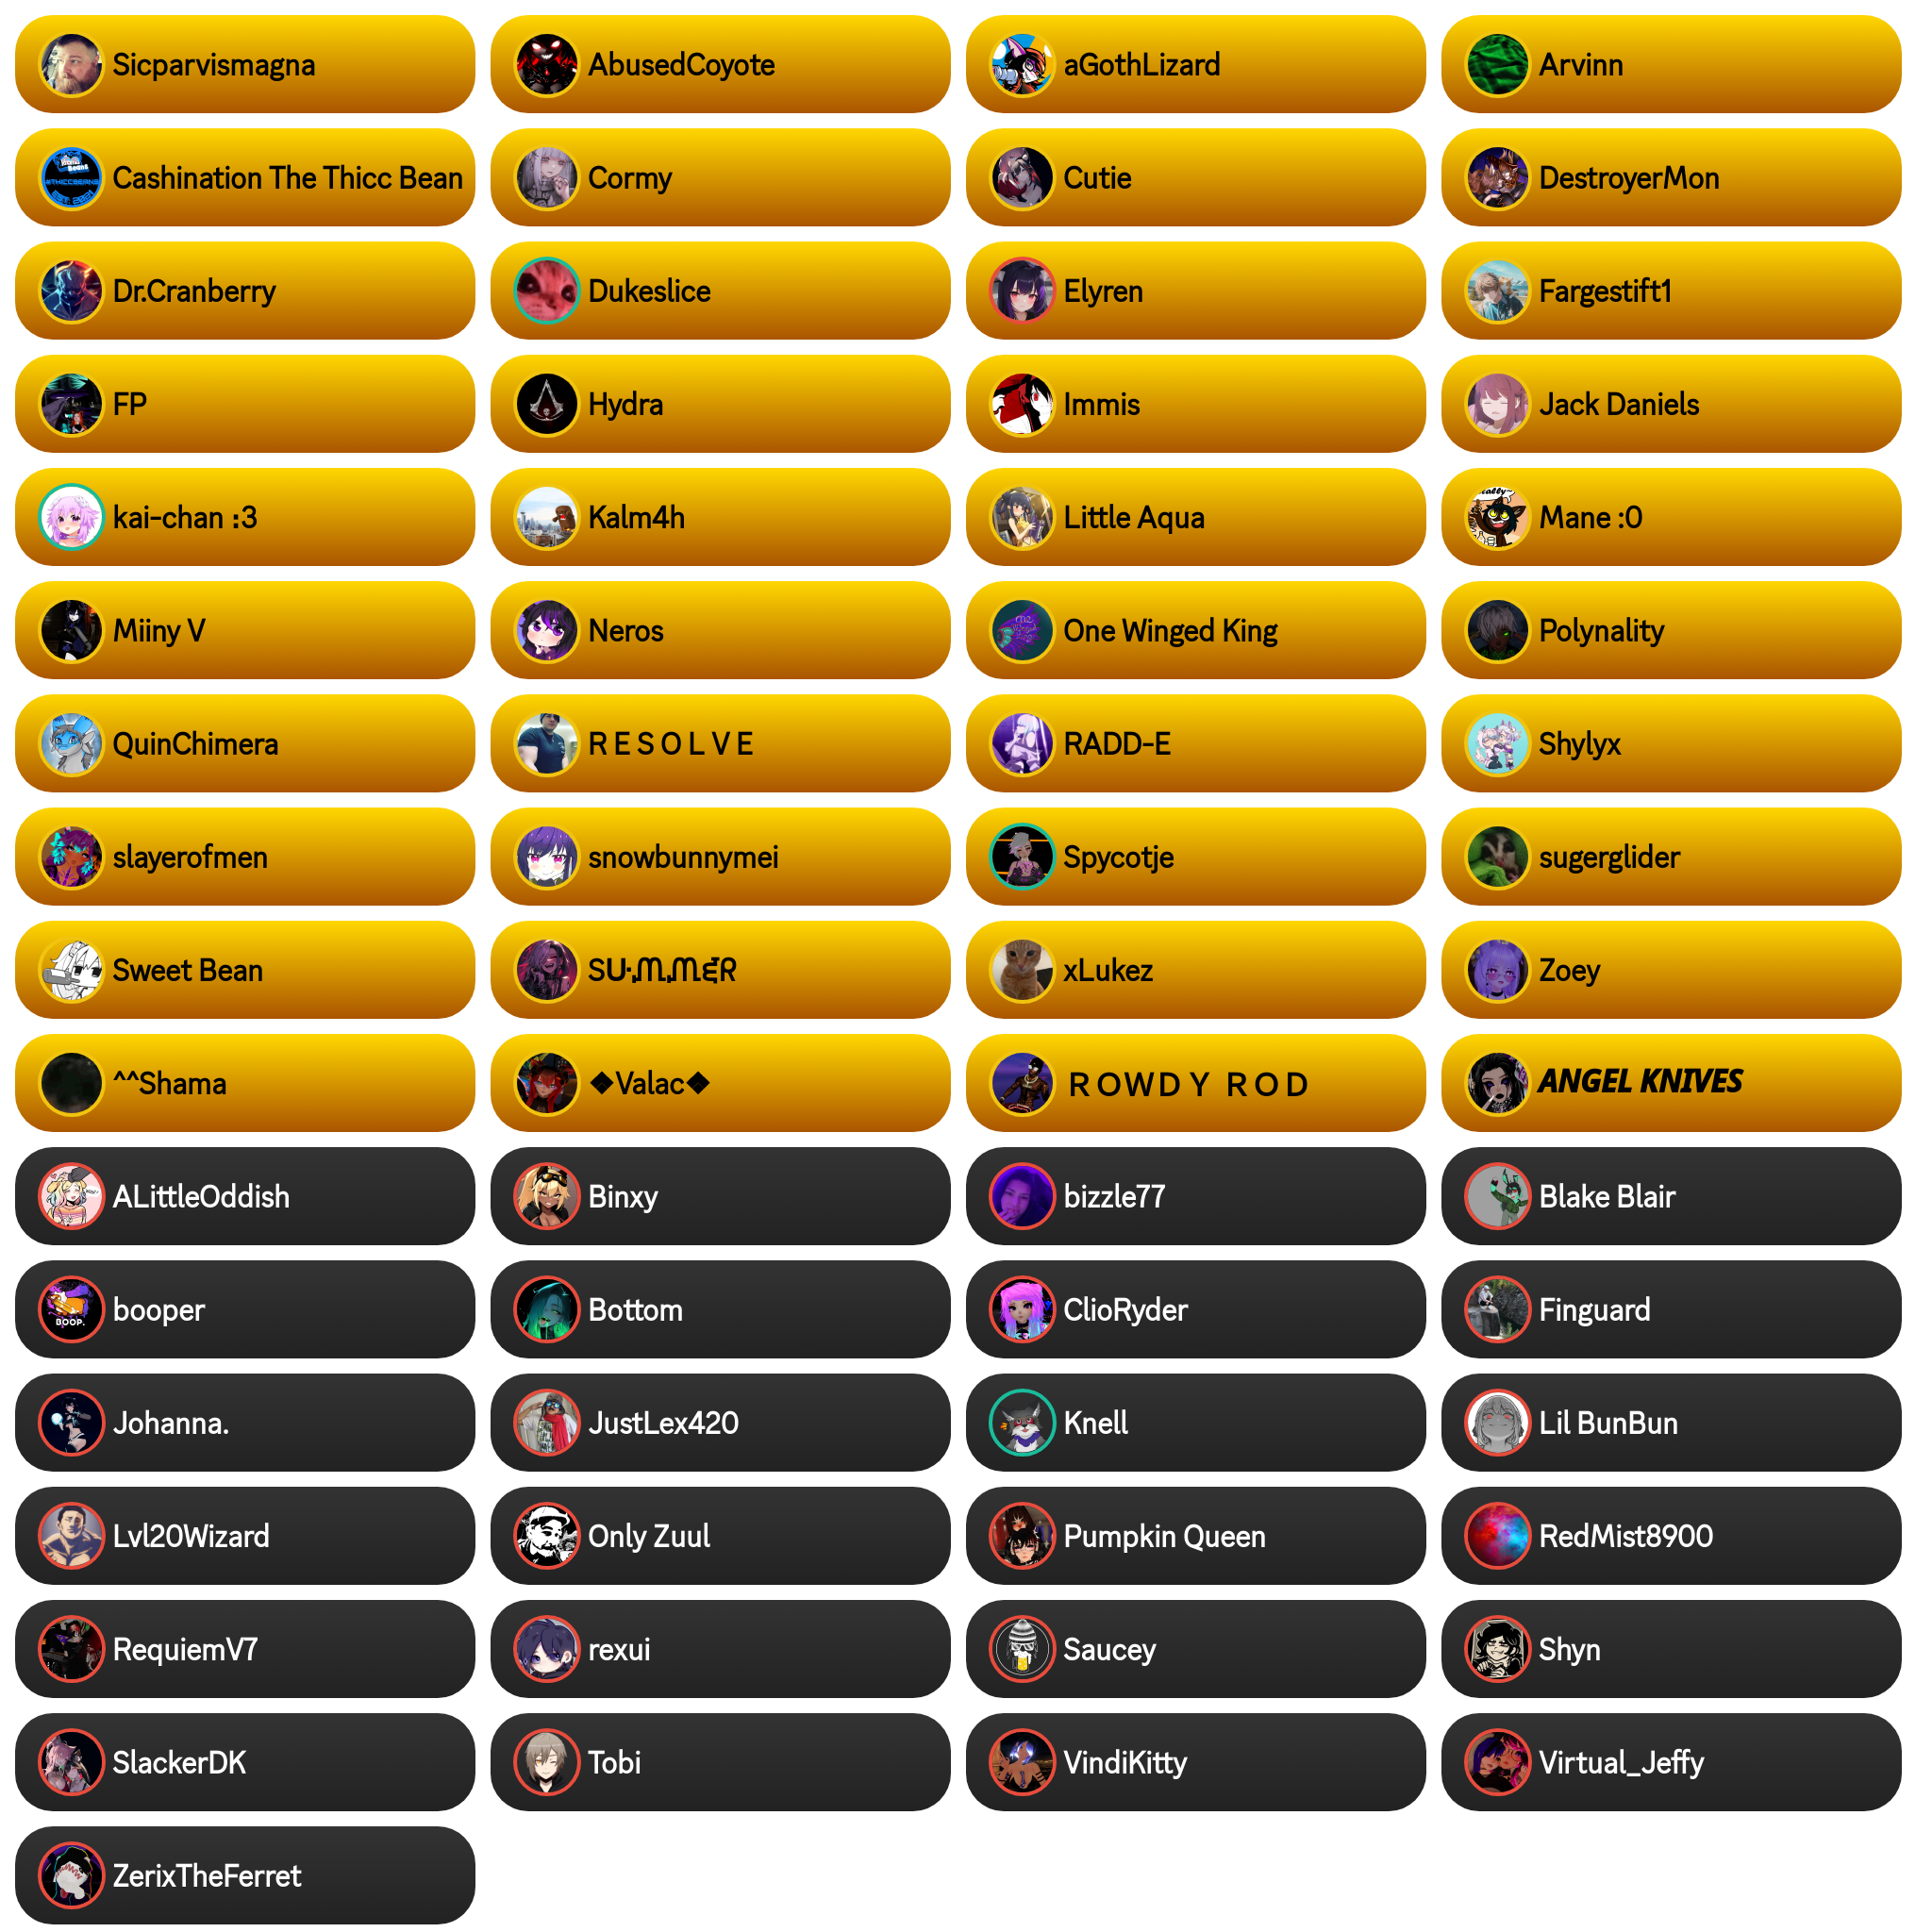 Sicparvismagna
AbusedCoyote
aGothLizard
Arvinn
Cashination The Thicc Bean
Cormy
Cutie
DestroyerMon
Dr.Cranberry
Dukeslice
Elyren
Fargestift1
FP
Hydra
Immis
Jack Daniels
kai-chan :3
Kalm4h
Little Aqua
Mane :0
Miiny V
Neros
One Winged King
Polynality
QuinChimera
R E S O L V E
RADD-E
Shylyx
slayerofmen
snowbunnymei
Spycotje
sugerglider
Sweet Bean
xLukez
Zoey
^^Shama
❖Valac❖
ＲＯＷＤＹ ＲＯＤ
ANGEL KNIVES
ALittleOddish
Binxy
bizzle77
Blake Blair
booper
BOOP.
Bottom
ClioRyder
Finguard
Johanna.
JustLex420
Knell
Lil BunBun
Lvl20Wizard
Only Zuul
Pumpkin Queen
RedMist8900
RequiemV7
rexui
Saucey
Shyn
SlackerDK
Tobi
VindiKitty
Virtual_Jeffy
ZerixTheFerret